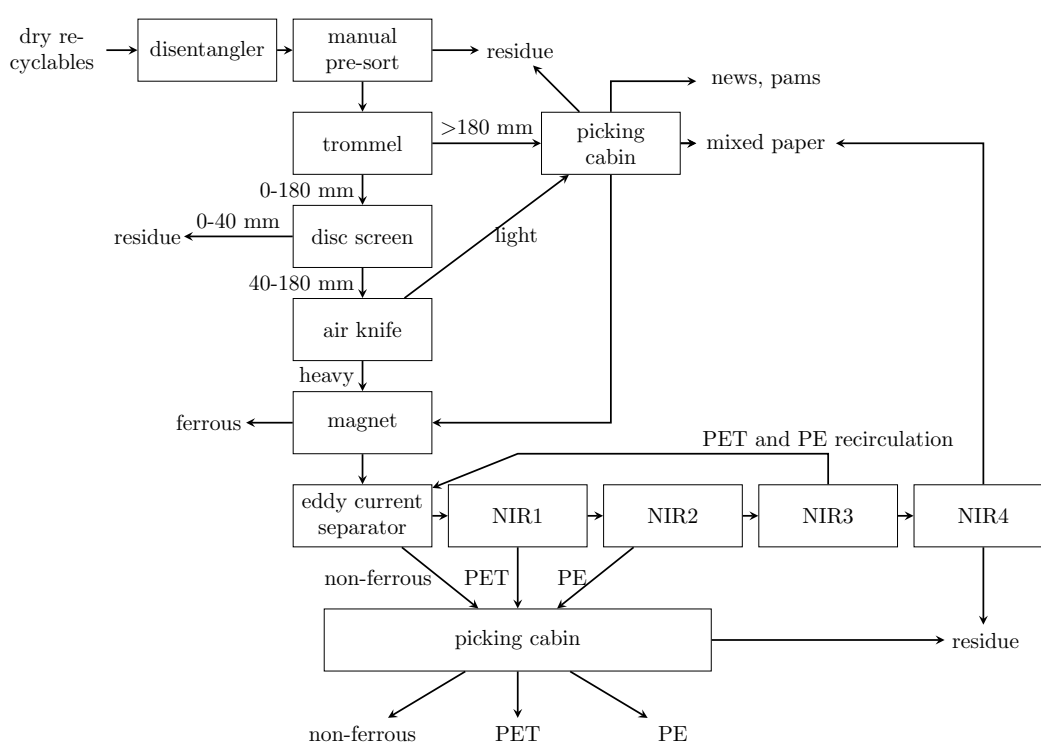 dry re-
cyclables
disentangler
manual
pre-sort
residue
news, pams
trommel
>180 mm
picking
cabin
mixed paper
0-180 mm
residue
0-40 mm
disc screen
light
40-180 mm
air knife
heavy
ferrous
magnet
PET and PE recirculation
eddy current
separator
NIR1
NIR2
NIR3
NIR4
non-ferrous
PET
PE
picking cabin
residue
non-ferrous
PET
PE